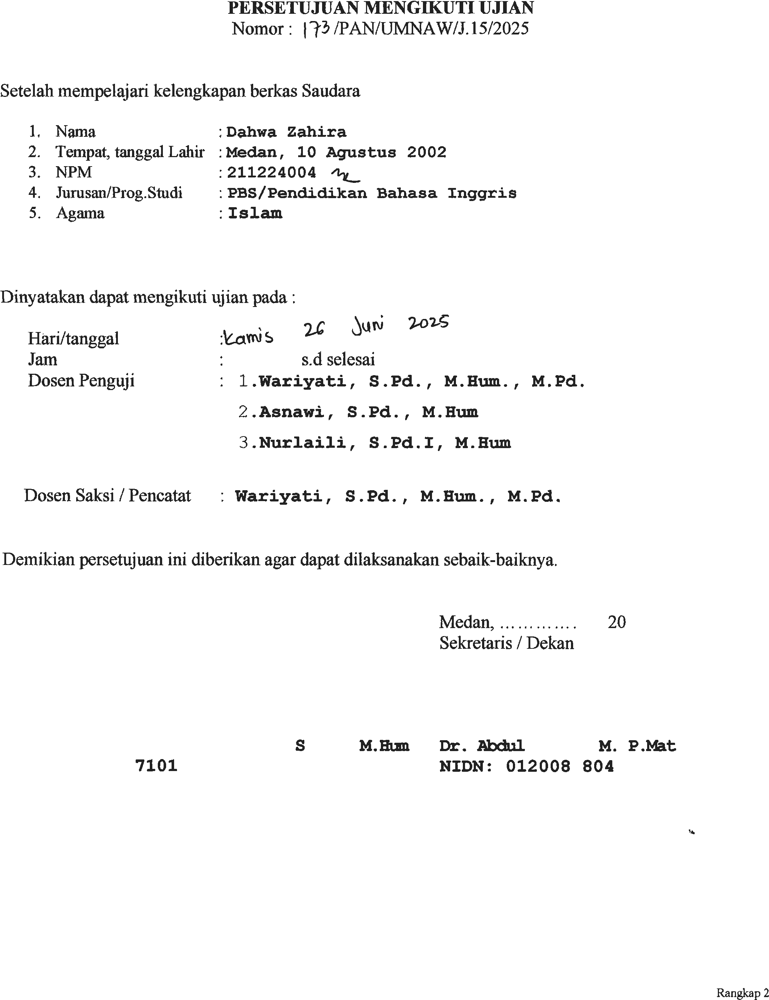 PERSETUJUAN MENGIKUTI UJIAN
Nomor : 173 /PAN/UMNAW/J.15/2025
Setelah mempelajari kelengkapan berkas Saudara
1. Nama : Dahwa Zahira
2. Tempat, tanggal Lahir : Medan, 10 Agustus 2002
3. NPM : 211224004
4. Jurusan/Prog.Studi : PBS/Pendidikan Bahasa Inggris
5. Agama : Islam
Dinyatakan dapat mengikuti ujian pada :
Hari/tanggal : Kamis 26 Juni 2025
Jam : s.d selesai
Dosen Penguji : 1.Wariyati, S.Pd., M.Hum., M.Pd.
2.Asnawi, S.Pd., M.Hum
3.Nurlaili, S.Pd.I, M.Hum
Dosen Saksi / Pencatat : Wariyati, S.Pd., M.Hum., M.Pd.
Demikian persetujuan ini diberikan agar dapat dilaksanakan sebaik-baiknya.
Medan, ............. 20
Sekretaris / Dekan
S M.Hum Dr. Abdul M. P.Mat
7101 NIDN: 012008 804
Rangkap 2